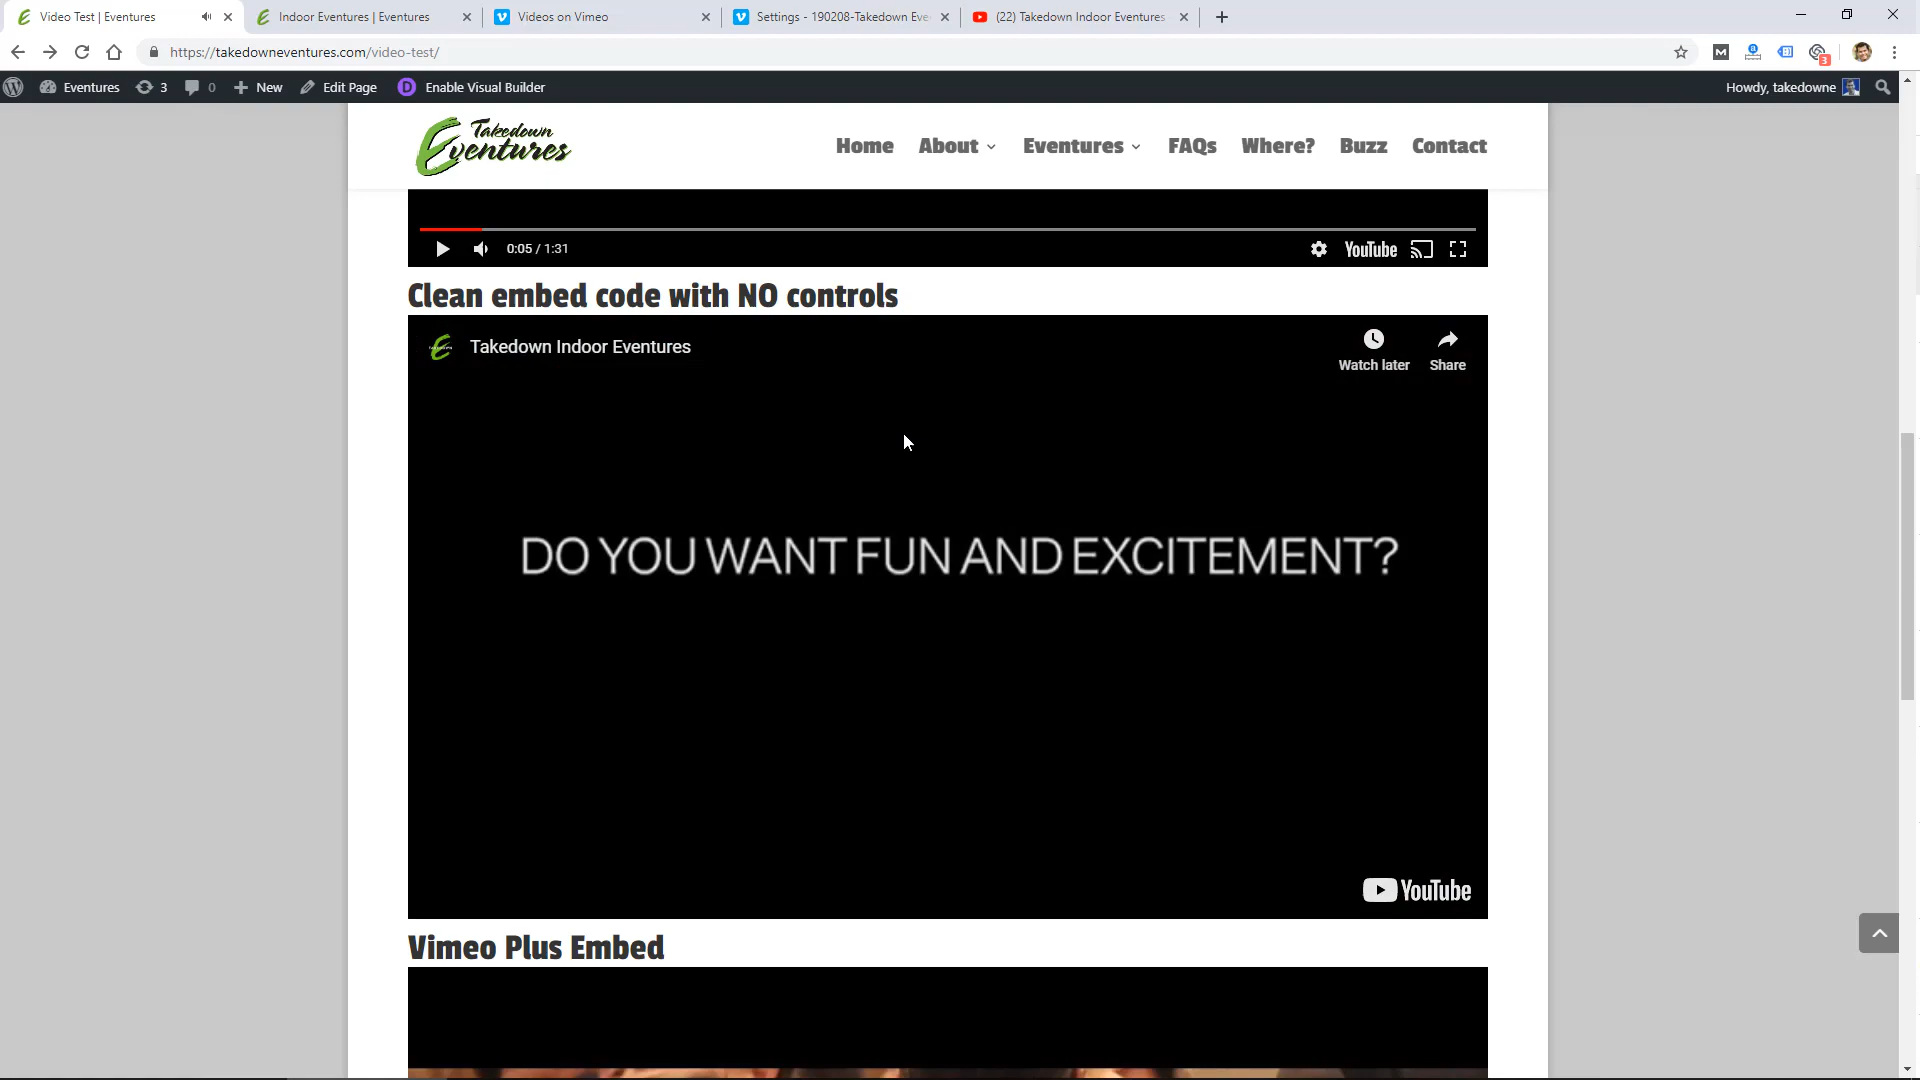 Video Test | Eventures
Indoor Eventures | Eventures
Videos on Vimeo
Settings - 190208-Takedown Eve
(22) Takedown Indoor Eventures
https://takedowneventures.com/video-test/
3
Eventures
3
0
New
Edit Page
D
Enable Visual Builder
Howdy, takedowne
Takedown
Eventures
Home
About
Eventures
FAQs
Where?
Buzz
Contact
0:05 / 1:31
YouTube
Clean embed code with NO controls
Takedown Indoor Eventures
Watch later
Share
DO YOU WANT FUN AND EXCITEMENT?
YouTube
Vimeo Plus Embed